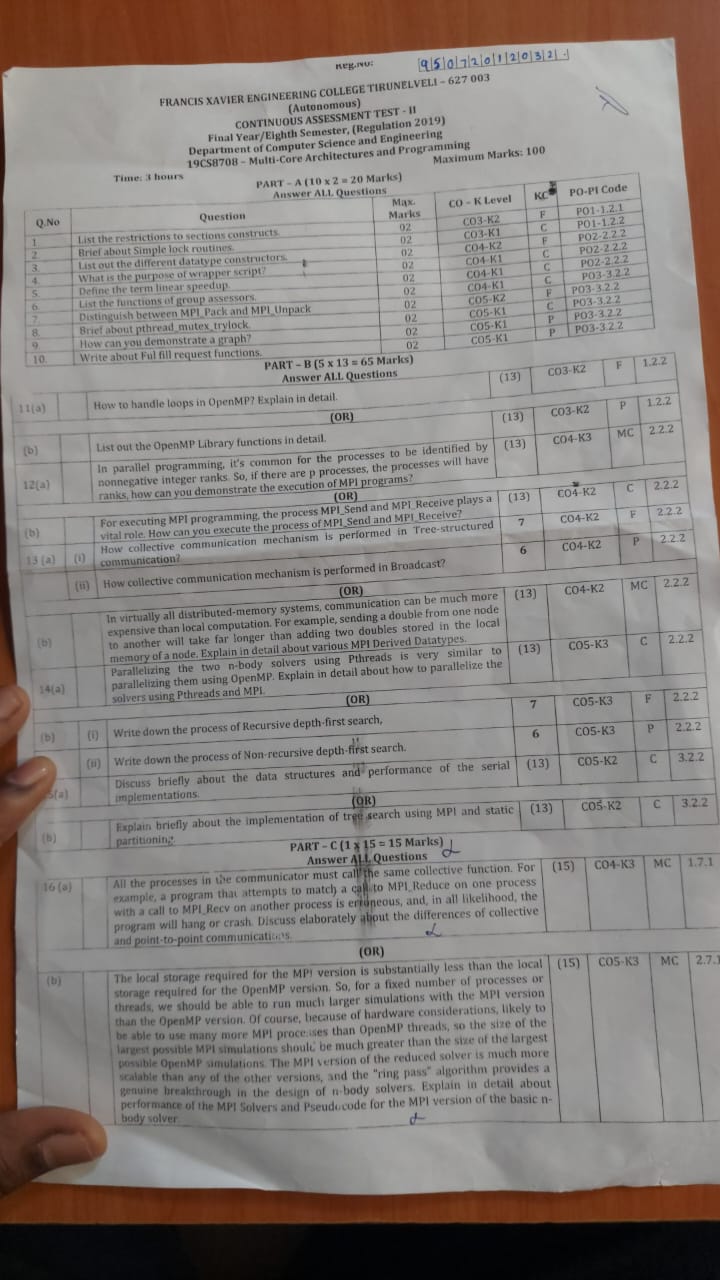 Reg.No: 950720120321.
FRANCIS XAVIER ENGINEERING COLLEGE TIRUNELVELI – 627 003
(Autonomous)
CONTINUOUS ASSESSMENT TEST - II
Final Year/Eighth Semester, (Regulation 2019)
Department of Computer Science and Engineering
19CS8708 – Multi-Core Architectures and Programming
Time: 3 hours Maximum Marks: 100
PART – A (10 x 2 = 20 Marks)
Answer ALL Questions
Q.No Question Max. Marks CO – K Level KC PO-PI Code
1. List the restrictions to sections constructs. 02 CO3-K2 F PO1-1.2.1
2. Brief about Simple lock routines. 02 CO3-K1 C PO1-1.2.2
3. List out the different datatype constructors. 02 CO4-K2 F PO2-2.2.2
4. What is the purpose of wrapper script? 02 CO4-K1 C PO2-2.2.2
5. Define the term linear speedup. 02 CO4-K1 C PO2-2.2.2
6. List the functions of group assessors. 02 CO4-K1 C PO3-3.2.2
7. Distinguish between MPI_Pack and MPI_Unpack 02 CO5-K2 F PO3-3.2.2
8. Brief about pthread_mutex_trylock. 02 CO5-K1 C PO3-3.2.2
9. How can you demonstrate a graph? 02 CO5-K1 P PO3-3.2.2
10. Write about Ful fill request functions. 02 CO5-K1 P PO3-3.2.2
PART – B (5 x 13 = 65 Marks)
Answer ALL Questions
11(a) How to handle loops in OpenMP? Explain in detail. (13) CO3-K2 F 1.2.2
(OR)
(b) List out the OpenMP Library functions in detail. (13) CO3-K2 P 1.2.2
12(a) In parallel programming, it's common for the processes to be identified by (13) CO4-K3 MC 2.2.2
nonnegative integer ranks. So, if there are p processes, the processes will have
ranks, how can you demonstrate the execution of MPI programs?
(OR)
(b) For executing MPI programming, the process MPI_Send and MPI_Receive plays a (13) CO4-K2 C 2.2.2
vital role. How can you execute the process of MPI_Send and MPI_Receive?
13 (a) (i) How collective communication mechanism is performed in Tree-structured 7 CO4-K2 F 2.2.2
communication?
(ii) How collective communication mechanism is performed in Broadcast? 6 CO4-K2 P 2.2.2
(OR)
(b) In virtually all distributed-memory systems, communication can be much more (13) CO4-K2 MC 2.2.2
expensive than local computation. For example, sending a double from one node
to another will take far longer than adding two doubles stored in the local
memory of a node. Explain in detail about various MPI Derived Datatypes.
14(a) Parallelizing the two n-body solvers using Pthreads is very similar to (13) CO5-K3 C 2.2.2
parallelizing them using OpenMP. Explain in detail about how to parallelize the
solvers using Pthreads and MPI.
(OR)
(b) (i) Write down the process of Recursive depth-first search, 7 CO5-K3 F 2.2.2
(ii) Write down the process of Non-recursive depth-first search. 6 CO5-K3 P 2.2.2
5(a) Discuss briefly about the data structures and performance of the serial (13) CO5-K2 C 3.2.2
implementations.
(OR)
(b) Explain briefly about the implementation of tree search using MPI and static (13) CO5-K2 C 3.2.2
partitioning.
PART – C (1 x 15 = 15 Marks)
Answer ALL Questions
16 (a) All the processes in the communicator must call the same collective function. For (15) CO4-K3 MC 1.7.1
example, a program that attempts to match a call to MPI_Reduce on one process
with a call to MPI_Recv on another process is erroneous, and, in all likelihood, the
program will hang or crash. Discuss elaborately about the differences of collective
and point-to-point communications.
(OR)
(b) The local storage required for the MPI version is substantially less than the local (15) CO5-K3 MC 2.7.1
storage required for the OpenMP version. So, for a fixed number of processes or
threads, we should be able to run much larger simulations with the MPI version
than the OpenMP version. Of course, because of hardware considerations, likely to
be able to use many more MPI processes than OpenMP threads, so the size of the
largest possible MPI simulations should be much greater than the size of the largest
possible OpenMP simulations. The MPI version of the reduced solver is much more
scalable than any of the other versions, and the "ring pass" algorithm provides a
genuine breakthrough in the design of n-body solvers. Explain in detail about
performance of the MPI Solvers and Pseudocode for the MPI version of the basic n-
body solver.